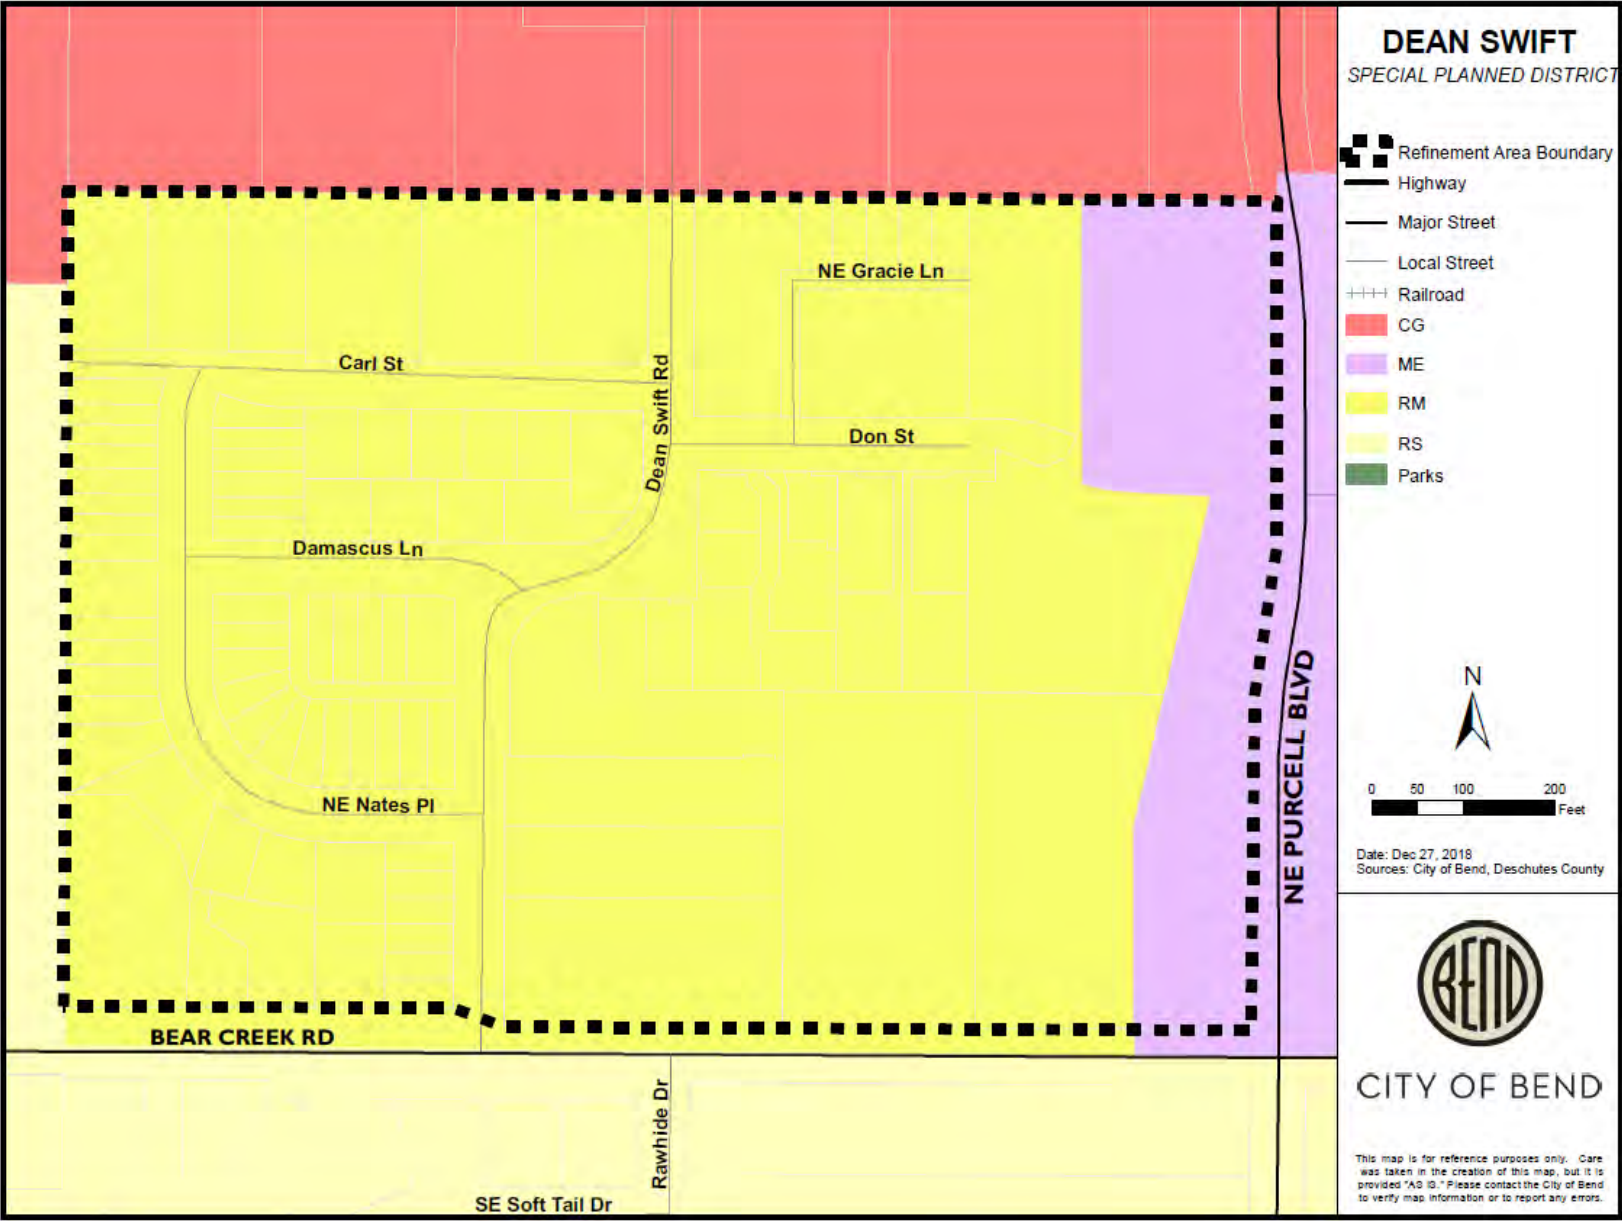 DEAN SWIFT
SPECIAL PLANNED DISTRICT
Refinement Area Boundary
Highway
Major Street
Local Street
Railroad
CG
ME
RM
RS
Parks
NE Gracie Ln
Carl St
Dean Swift Rd
Don St
Damascus Ln
NE Nates Pl
NE PURCELL BLVD
BEAR CREEK RD
Rawhide Dr
SE Soft Tail Dr
N
0 50 100 200
Feet
Date: Dec 27, 2018
Sources: City of Bend, Deschutes County
BEND
CITY OF BEND
This map is for reference purposes only. Care
was taken in the creation of this map, but it is
provided "AS IS." Please contact the City of Bend
to verify map information or to report any errors.